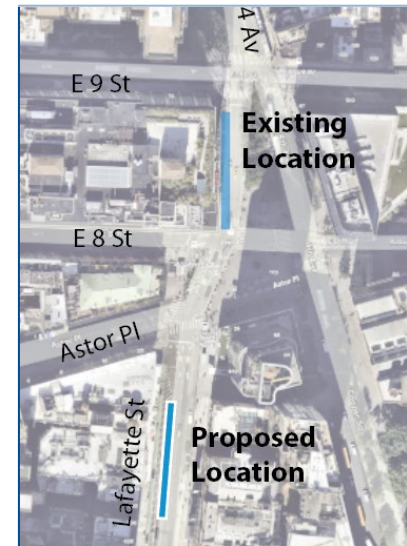 4 Av
E 9 St
Existing
Location
E 8 St
Astor Pl
Astor Pl
Lafayette St
Proposed
Location